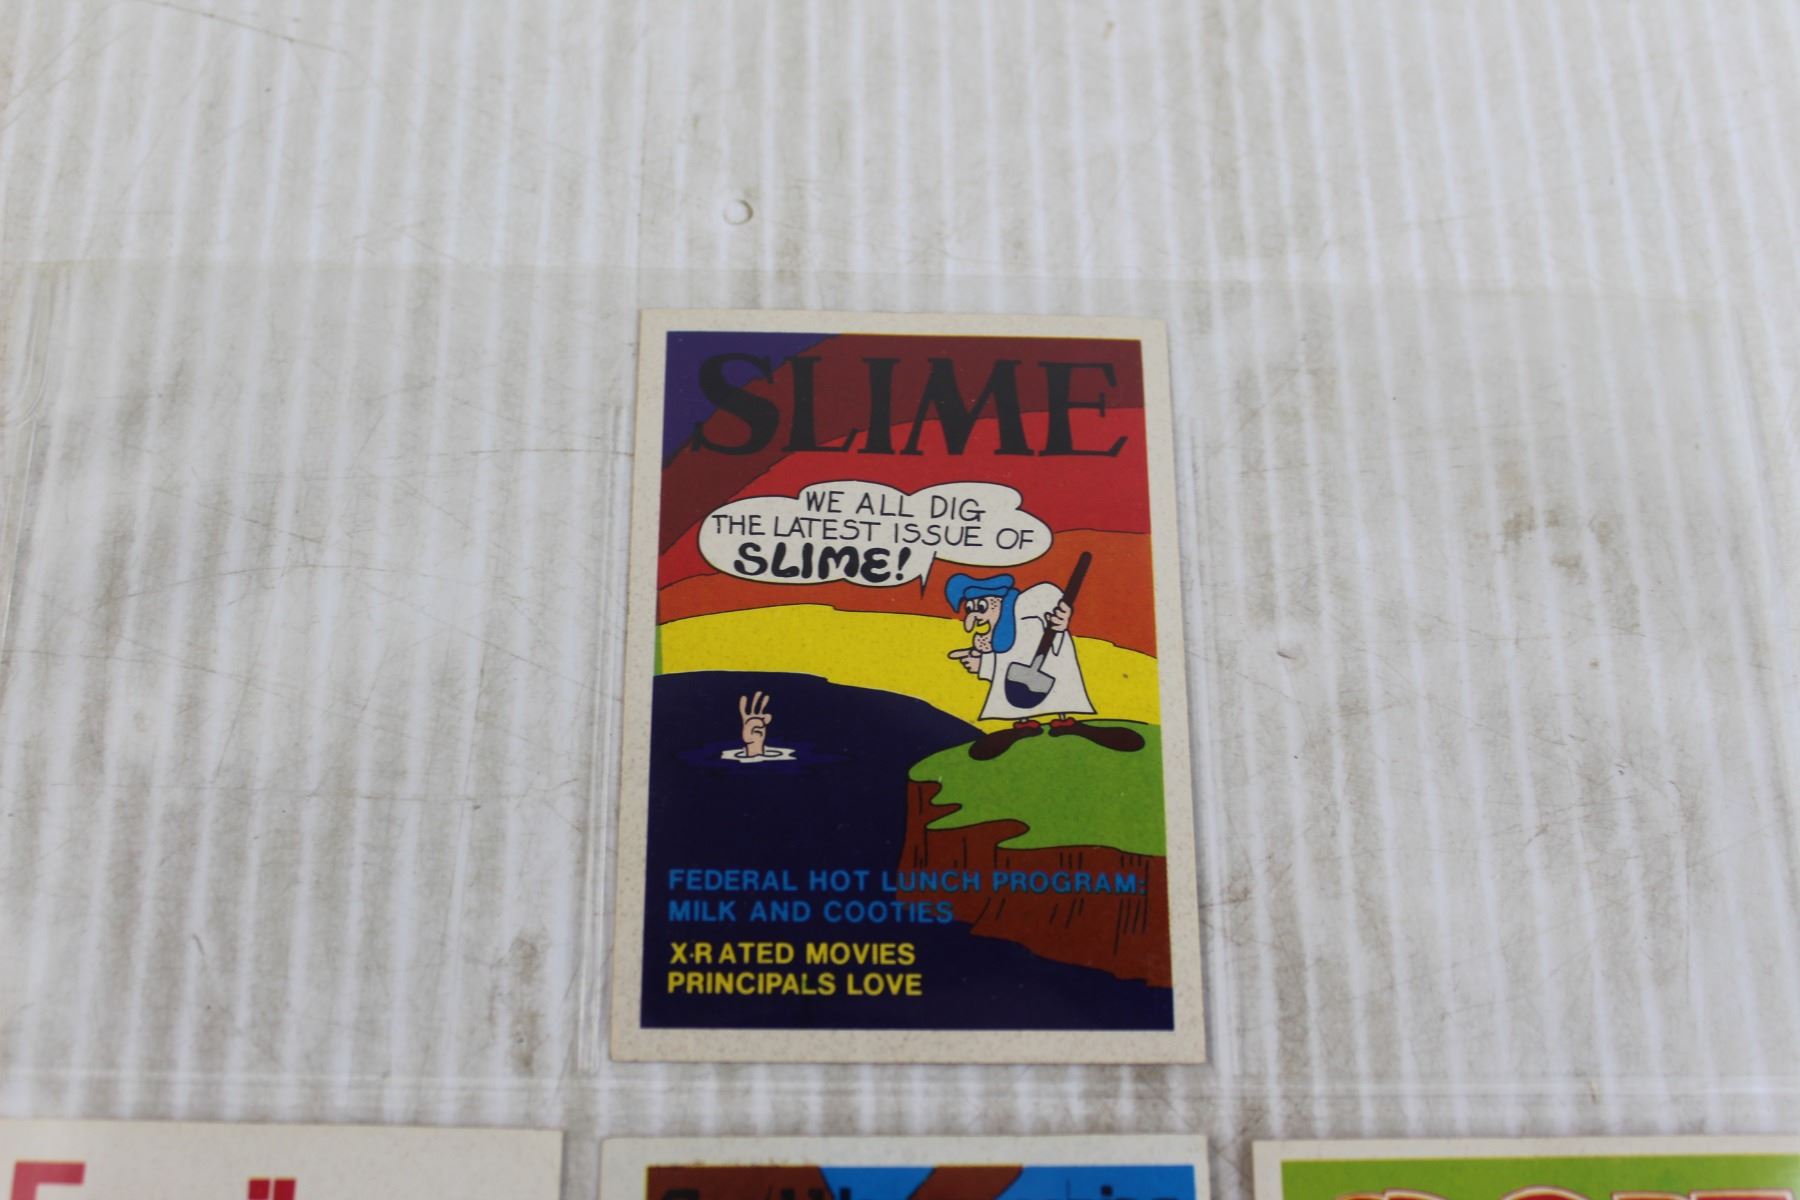 SLIME
WE ALL DIG
THE LATEST ISSUE OF
SLIME!
FEDERAL HOT LUNCH PROGRAM:
MILK AND COOTIES
X-RATED MOVIES
PRINCIPALS LOVE